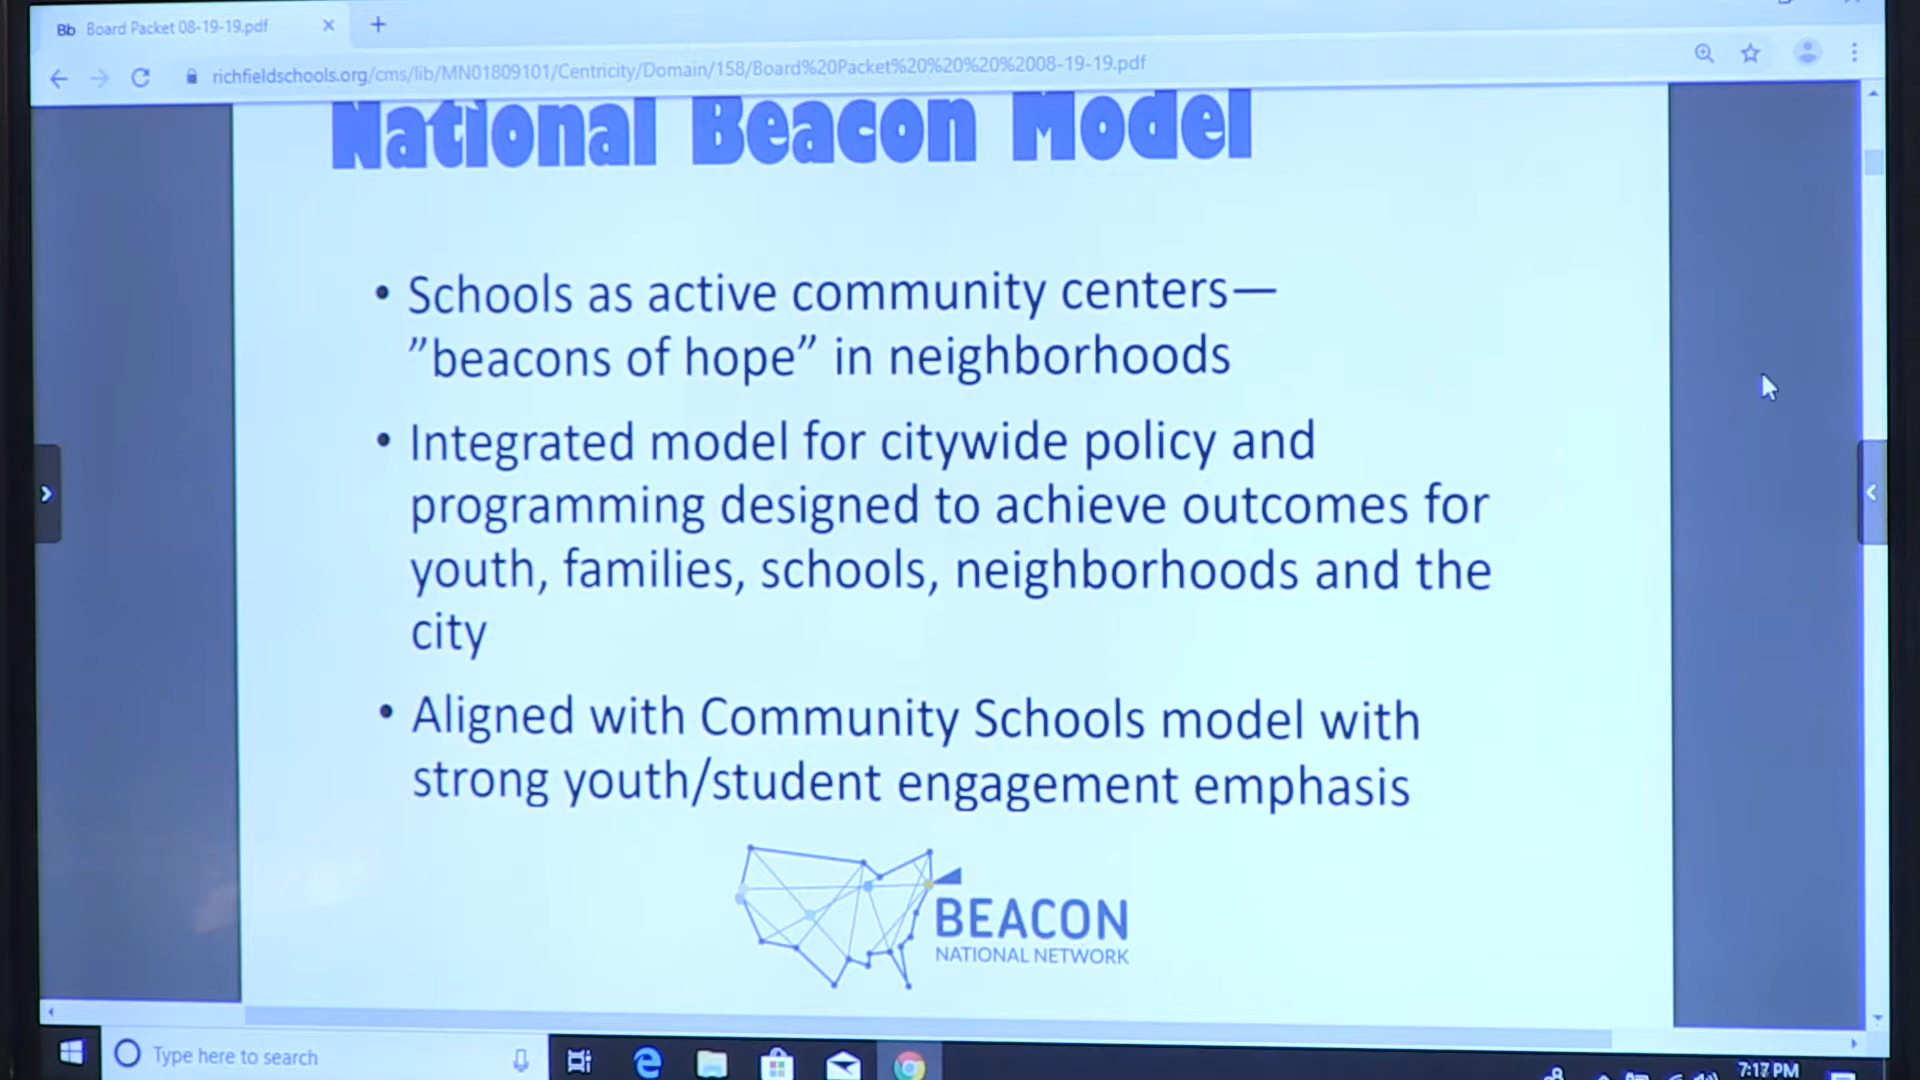 Bb Board Packet 08-19-19.pdf
richfieldschools.org/cms/lib/MN01809101/Centricity/Domain/158/Board%20Packet%20%20%20%2008-19-19.pdf
National Beacon Model
• Schools as active community centers—
”beacons of hope” in neighborhoods
• Integrated model for citywide policy and
programming designed to achieve outcomes for
youth, families, schools, neighborhoods and the
city
• Aligned with Community Schools model with
strong youth/student engagement emphasis
BEACON
NATIONAL NETWORK
Type here to search
7:17 PM